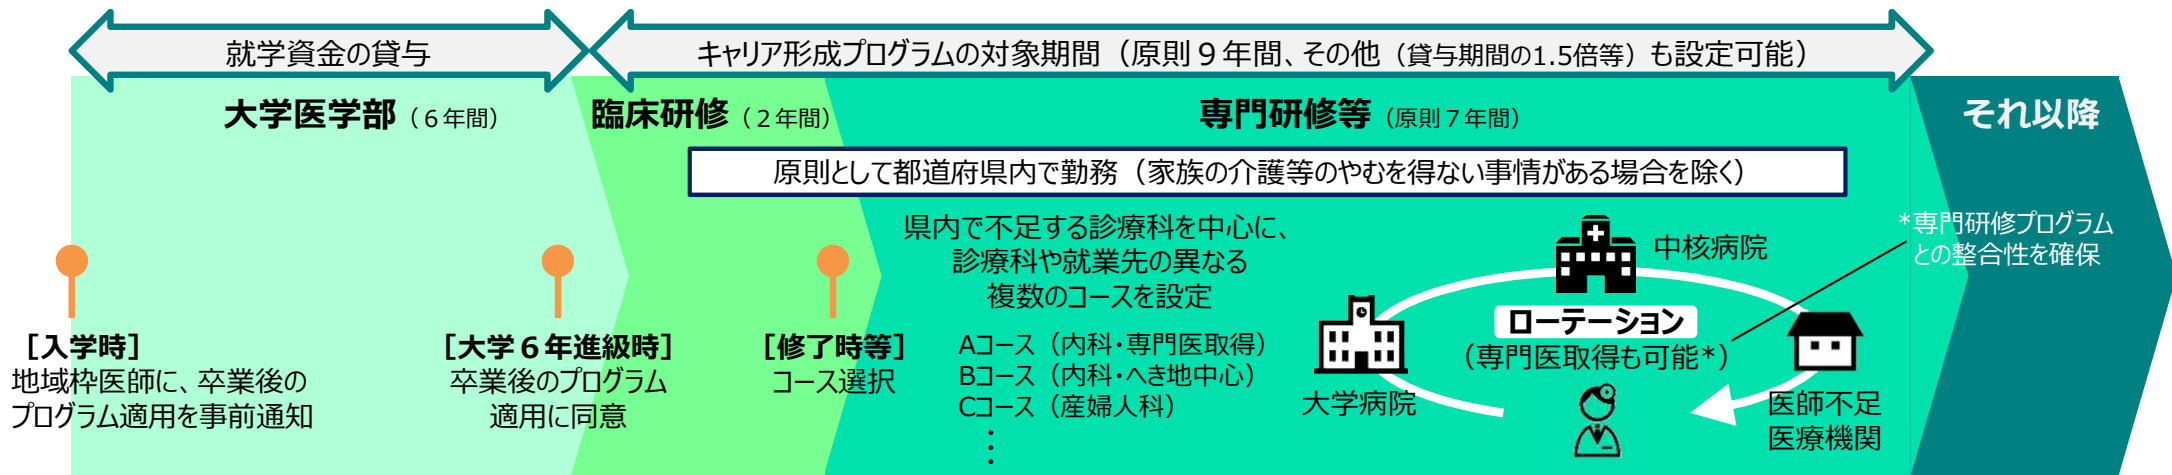 就学資金の貸与
キャリア形成プログラムの対象期間（原則９年間、その他（貸与期間の1.5倍等）も設定可能）
大学医学部（６年間）
臨床研修（２年間）
専門研修等（原則７年間）
それ以降
原則として都道府県内で勤務（家族の介護等のやむを得ない事情がある場合を除く）
［入学時］
地域枠医師に、卒業後の
プログラム適用を事前通知
［大学６年進級時］
卒業後のプログラム
適用に同意
［修了時等］
コース選択
県内で不足する診療科を中心に、
診療科や就業先の異なる
複数のコースを設定
Aコース（内科・専門医取得）
Bコース（内科・へき地中心）
Cコース（産婦人科）
：
中核病院
ローテーション
（専門医取得も可能*）
大学病院
医師不足
医療機関
*専門研修プログラム
との整合性を確保